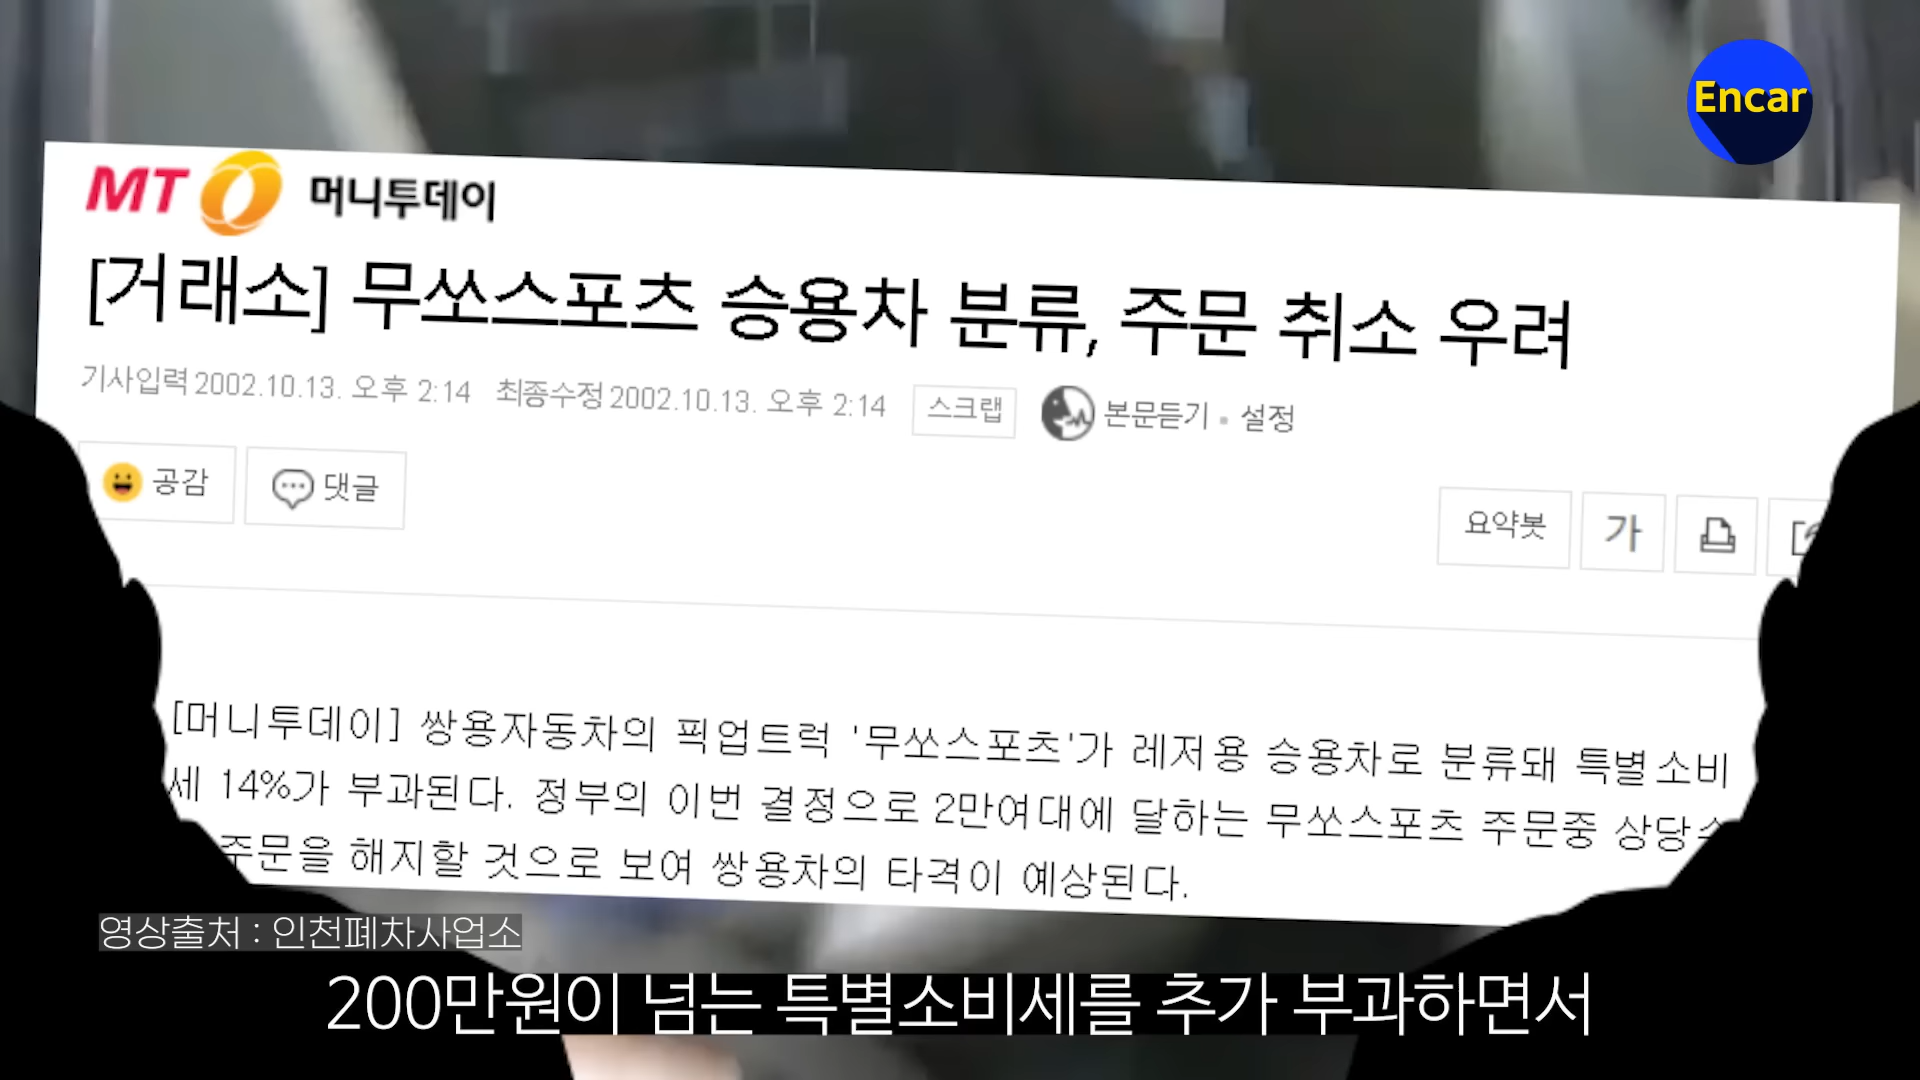 Encar
MT 머니투데이
[거래소] 무쏘스포츠 승용차 분류, 주문 취소 우려
기사입력 2002.10.13. 오후 2:14 최종수정 2002.10.13. 오후 2:14 스크랩 본문듣기 · 설정
공감 댓글
요약봇 가
[머니투데이] 쌍용자동차의 픽업트럭 '무쏘스포츠'가 레저용 승용차로 분류돼 특별소비
세 14%가 부과된다. 정부의 이번 결정으로 2만여대에 달하는 무쏘스포츠 주문중
주문을 해지할 것으로 보여 쌍용차의 타격이 예상된다.
영상출처 : 인천폐차사업소
200만원이 넘는 특별소비세를 추가 부과하면서